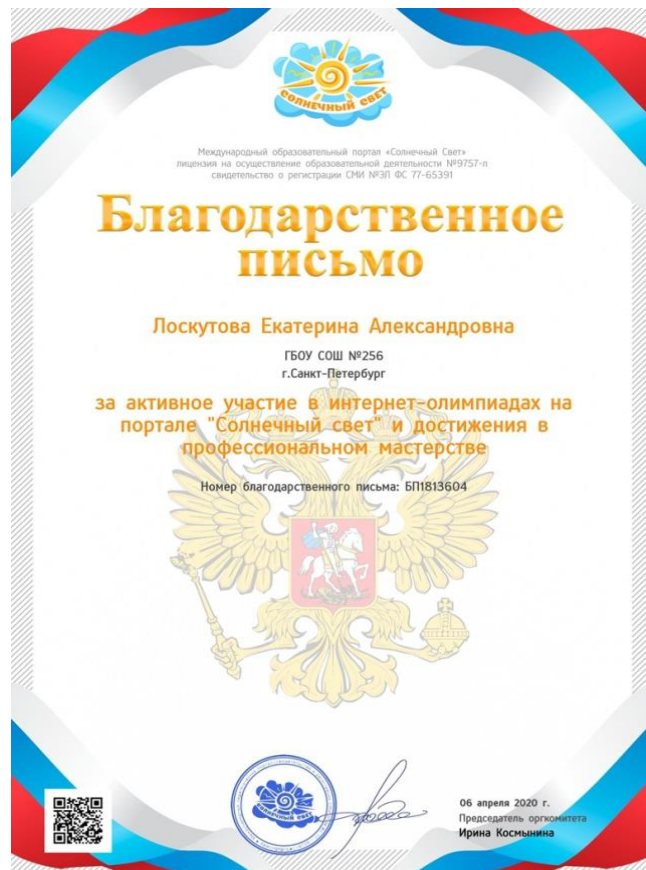 СОЛНЕЧНЫЙ СВЕТ
Международный образовательный портал «Солнечный Свет»
лицензия на осуществление образовательной деятельности №9757-л
свидетельство о регистрации СМИ №ЭЛ ФС 77-65391
Благодарственное
письмо
Лоскутова Екатерина Александровна
ГБОУ СОШ №256
г.Санкт-Петербург
за активное участие в интернет-олимпиадах на
портале "Солнечный свет" и достижения в
профессиональном мастерстве
Номер благодарственного письма: БП1813604
СОЛНЕЧНЫЙ СВЕТ
06 апреля 2020 г.
Председатель оргкомитета
Ирина Космынина